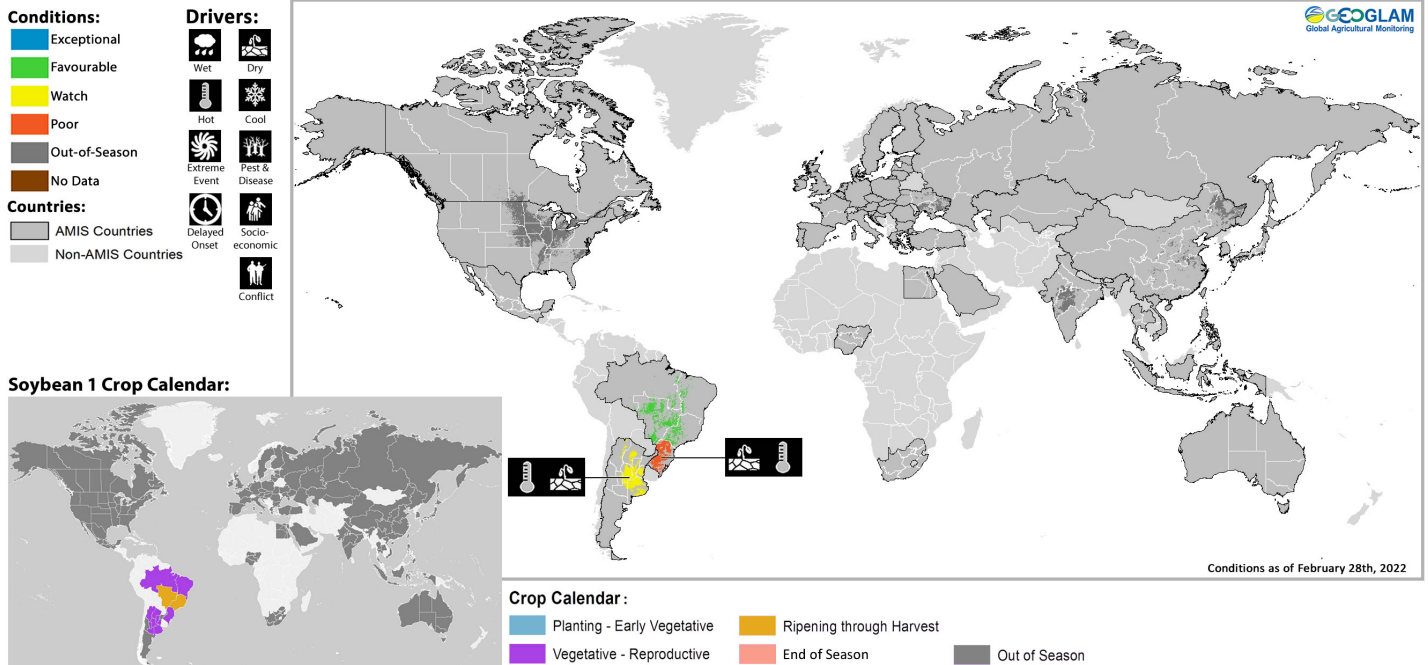 Conditions:
Exceptional
Favourable
Watch
Poor
Out-of-Season
No Data
Countries:
AMIS Countries
Non-AMIS Countries
Drivers:
Wet
Dry
Hot
Cool
Extreme
Event
Pest &
Disease
Delayed
Onset
Socio-
economic
Conflict
GEOGLAM
Global Agricultural Monitoring
Conditions as of February 28th, 2022
Soybean 1 Crop Calendar:
Crop Calendar :
Planting - Early Vegetative
Ripening through Harvest
Vegetative - Reproductive
End of Season
Out of Season